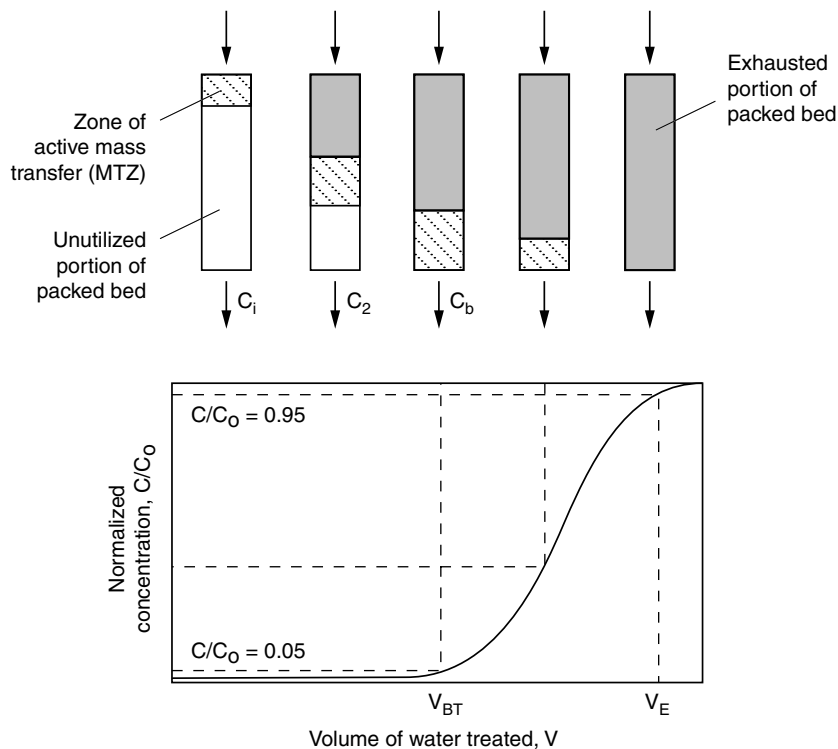 Zone of
active mass
transfer (MTZ)
Unutilized
portion of
packed bed
Exhausted
portion of
packed bed
C_i
C_2
C_b
Normalized
concentration, C/C_O
C/C_O = 0.95
C/C_O = 0.05
V_BT
V_E
Volume of water treated, V